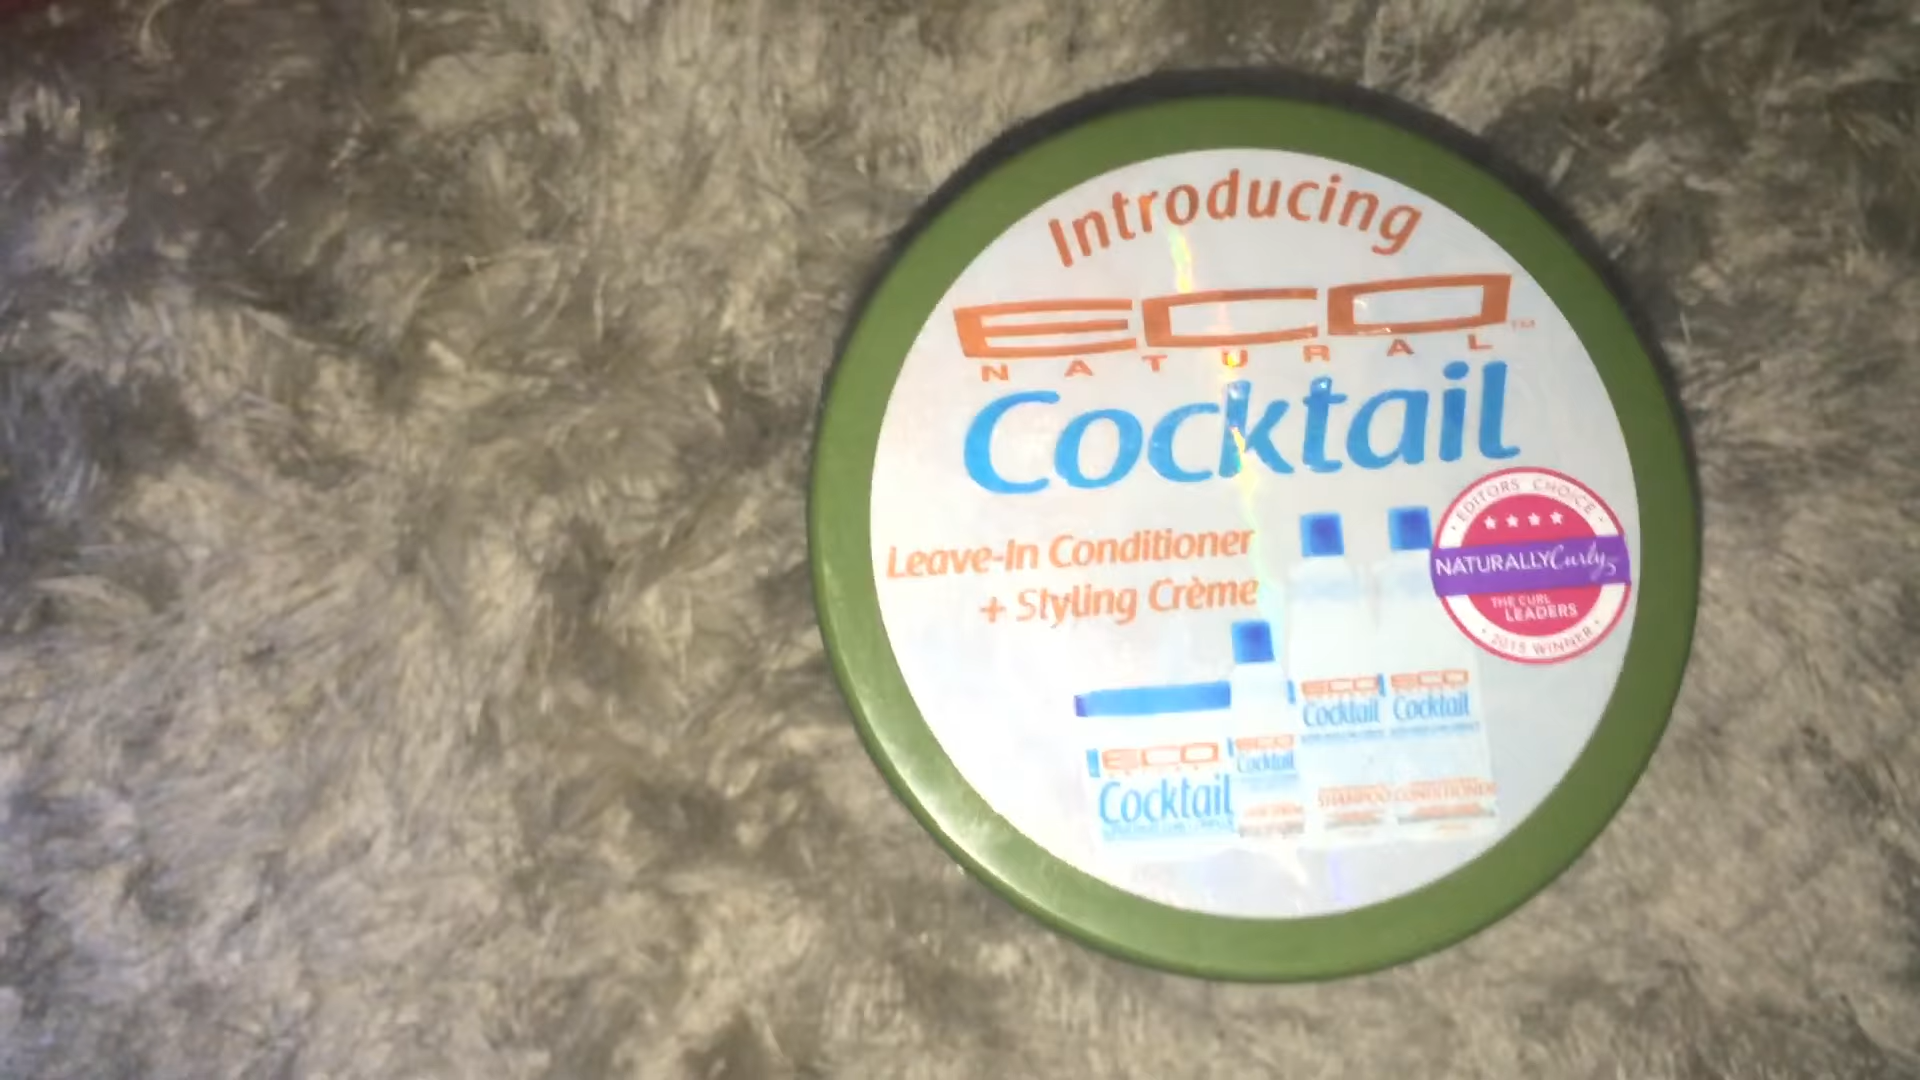 Introducing
ECO™
NATURAL
Cocktail
Leave-In Conditioner
+ Styling Crème
• EDITORS CHOICE •
NATURALLYCurly
THE CURL
LEADERS
• 2015 WINNER •
ECO
Cocktail
ECO
Cocktail
ECO
Cocktail
SHAMPOO
ECO
Cocktail
CONDITIONER